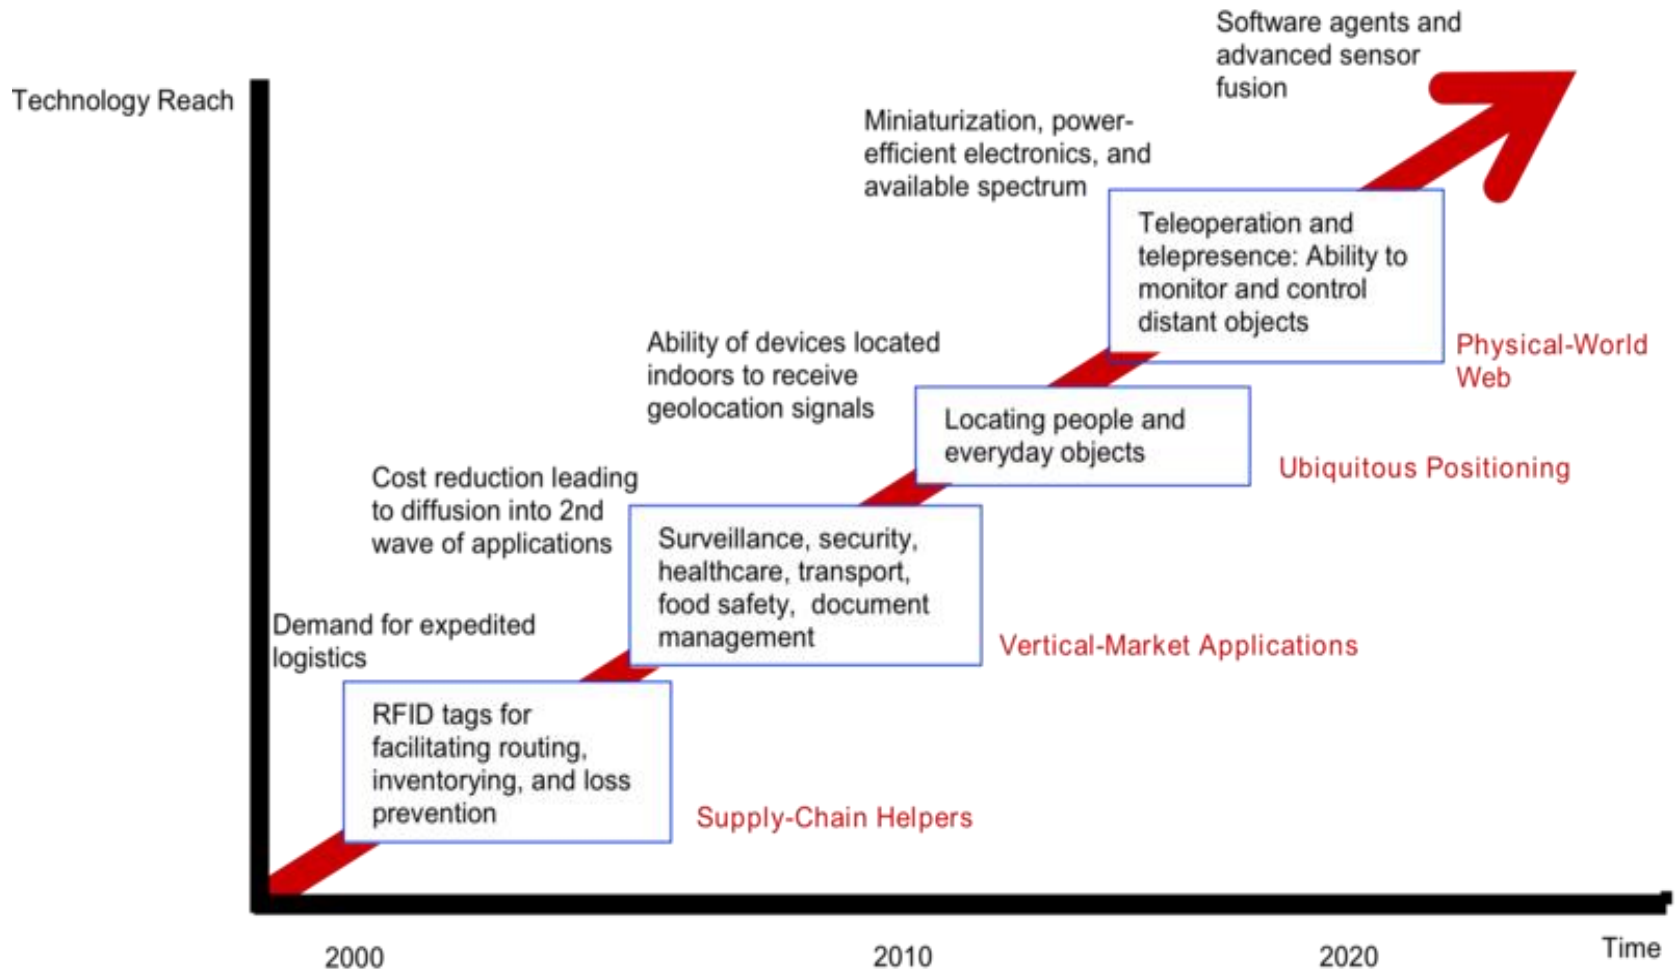 Software agents and
advanced sensor
fusion
Technology Reach
Miniaturization, power-
efficient electronics, and
available spectrum
Teleoperation and
telepresence: Ability to
monitor and control
distant objects
Physical-World
Web
Ability of devices located
indoors to receive
geolocation signals
Locating people and
everyday objects
Ubiquitous Positioning
Cost reduction leading
to diffusion into 2nd
wave of applications
Surveillance, security,
healthcare, transport,
food safety,  document
management
Vertical-Market Applications
Demand for expedited
logistics
RFID tags for
facilitating routing,
inventorying, and loss
prevention
Supply-Chain Helpers
2000
2010
2020
Time